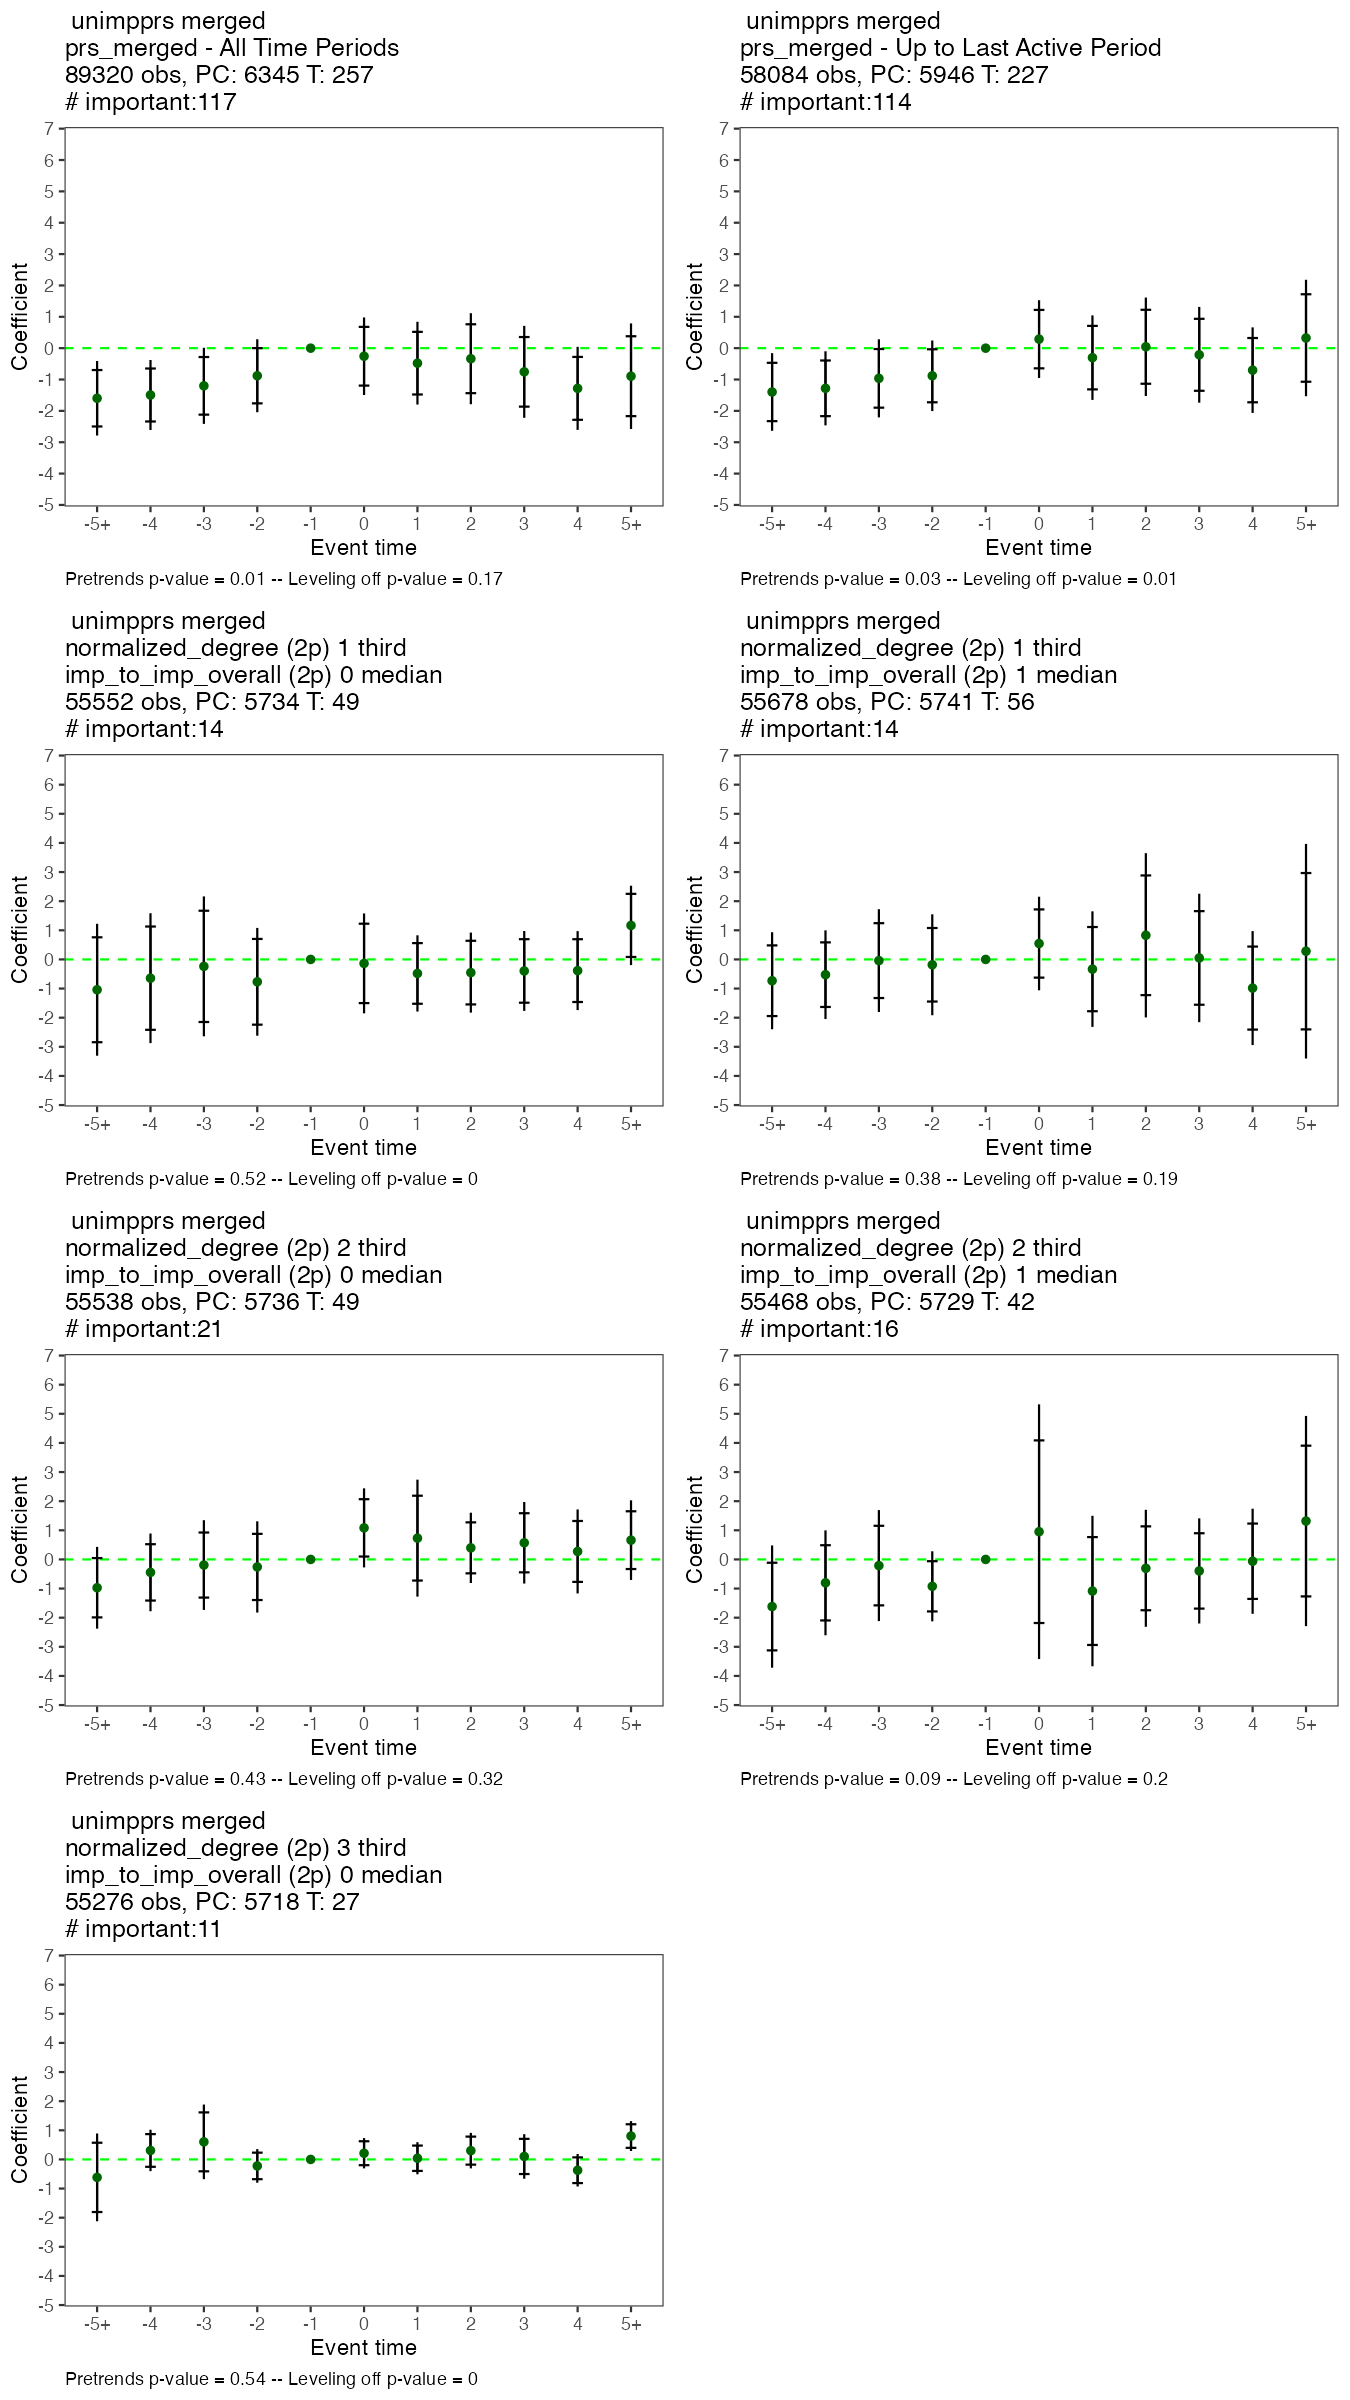 unimpprs merged
prs_merged - All Time Periods
89320 obs, PC: 6345 T: 257
# important:117
7
6
5
4
3
2
1
0
-1
-2
-3
-4
-5
Coefficient
-5+ -4 -3 -2 -1 0 1 2 3 4 5+
Event time
Pretrends p-value = 0.01 -- Leveling off p-value = 0.17
unimpprs merged
prs_merged - Up to Last Active Period
58084 obs, PC: 5946 T: 227
# important:114
7
6
5
4
3
2
1
0
-1
-2
-3
-4
-5
Coefficient
-5+ -4 -3 -2 -1 0 1 2 3 4 5+
Event time
Pretrends p-value = 0.03 -- Leveling off p-value = 0.01
unimpprs merged
normalized_degree (2p) 1 third
imp_to_imp_overall (2p) 0 median
55552 obs, PC: 5734 T: 49
# important:14
7
6
5
4
3
2
1
0
-1
-2
-3
-4
-5
Coefficient
-5+ -4 -3 -2 -1 0 1 2 3 4 5+
Event time
Pretrends p-value = 0.52 -- Leveling off p-value = 0
unimpprs merged
normalized_degree (2p) 1 third
imp_to_imp_overall (2p) 1 median
55678 obs, PC: 5741 T: 56
# important:14
7
6
5
4
3
2
1
0
-1
-2
-3
-4
-5
Coefficient
-5+ -4 -3 -2 -1 0 1 2 3 4 5+
Event time
Pretrends p-value = 0.38 -- Leveling off p-value = 0.19
unimpprs merged
normalized_degree (2p) 2 third
imp_to_imp_overall (2p) 0 median
55538 obs, PC: 5736 T: 49
# important:21
7
6
5
4
3
2
1
0
-1
-2
-3
-4
-5
Coefficient
-5+ -4 -3 -2 -1 0 1 2 3 4 5+
Event time
Pretrends p-value = 0.43 -- Leveling off p-value = 0.32
unimpprs merged
normalized_degree (2p) 2 third
imp_to_imp_overall (2p) 1 median
55468 obs, PC: 5729 T: 42
# important:16
7
6
5
4
3
2
1
0
-1
-2
-3
-4
-5
Coefficient
-5+ -4 -3 -2 -1 0 1 2 3 4 5+
Event time
Pretrends p-value = 0.09 -- Leveling off p-value = 0.2
unimpprs merged
normalized_degree (2p) 3 third
imp_to_imp_overall (2p) 0 median
55276 obs, PC: 5718 T: 27
# important:11
7
6
5
4
3
2
1
0
-1
-2
-3
-4
-5
Coefficient
-5+ -4 -3 -2 -1 0 1 2 3 4 5+
Event time
Pretrends p-value = 0.54 -- Leveling off p-value = 0